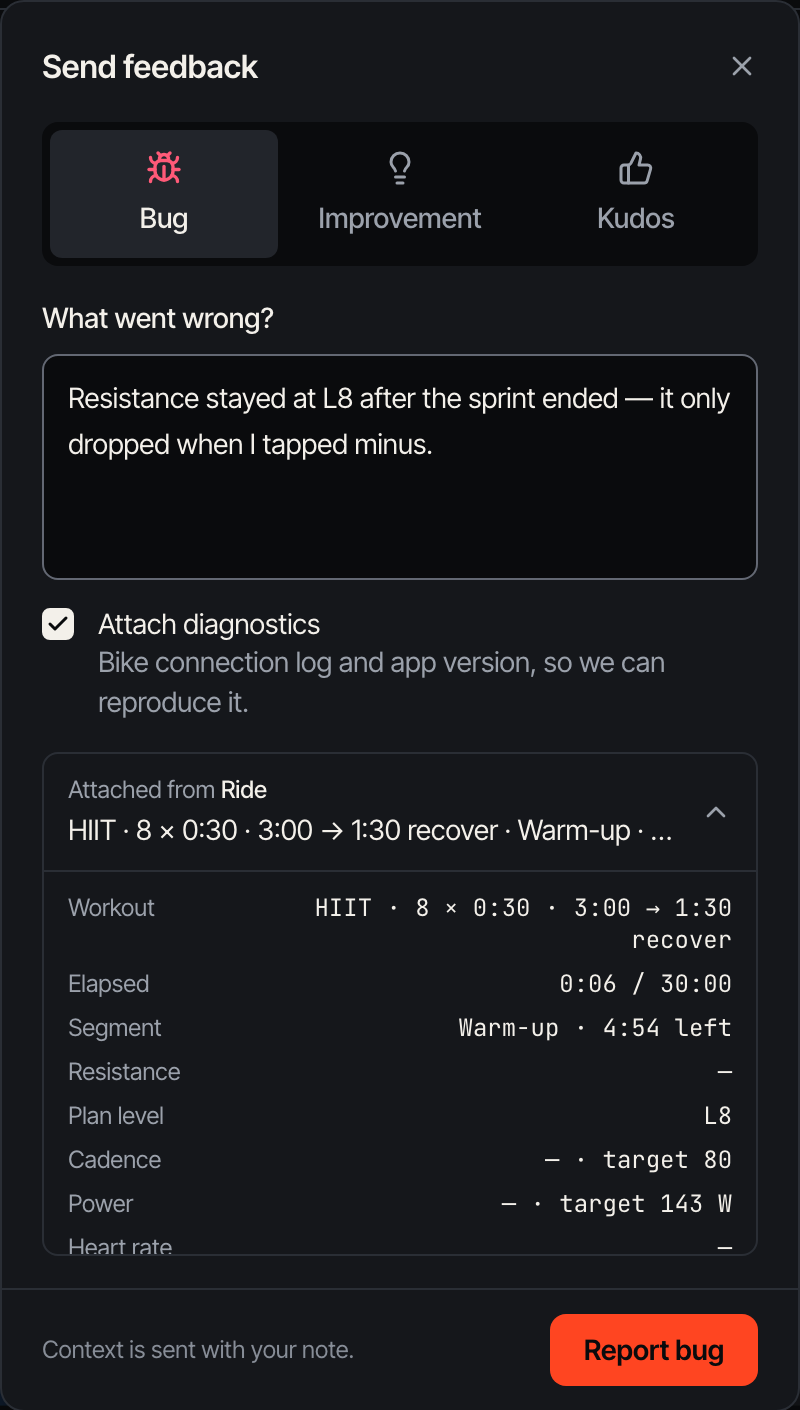 Send feedback
Bug
Improvement
Kudos
What went wrong?
Resistance stayed at L8 after the sprint ended — it only
dropped when I tapped minus.
Attach diagnostics
Bike connection log and app version, so we can
reproduce it.
Attached from Ride
HIIT · 8 × 0:30 · 3:00 → 1:30 recover · Warm-up · …
Workout HIIT · 8 × 0:30 · 3:00 → 1:30
recover
Elapsed 0:06 / 30:00
Segment Warm-up · 4:54 left
Resistance —
Plan level L8
Cadence — · target 80
Power — · target 143 W
Heart rate —
Context is sent with your note.
Report bug